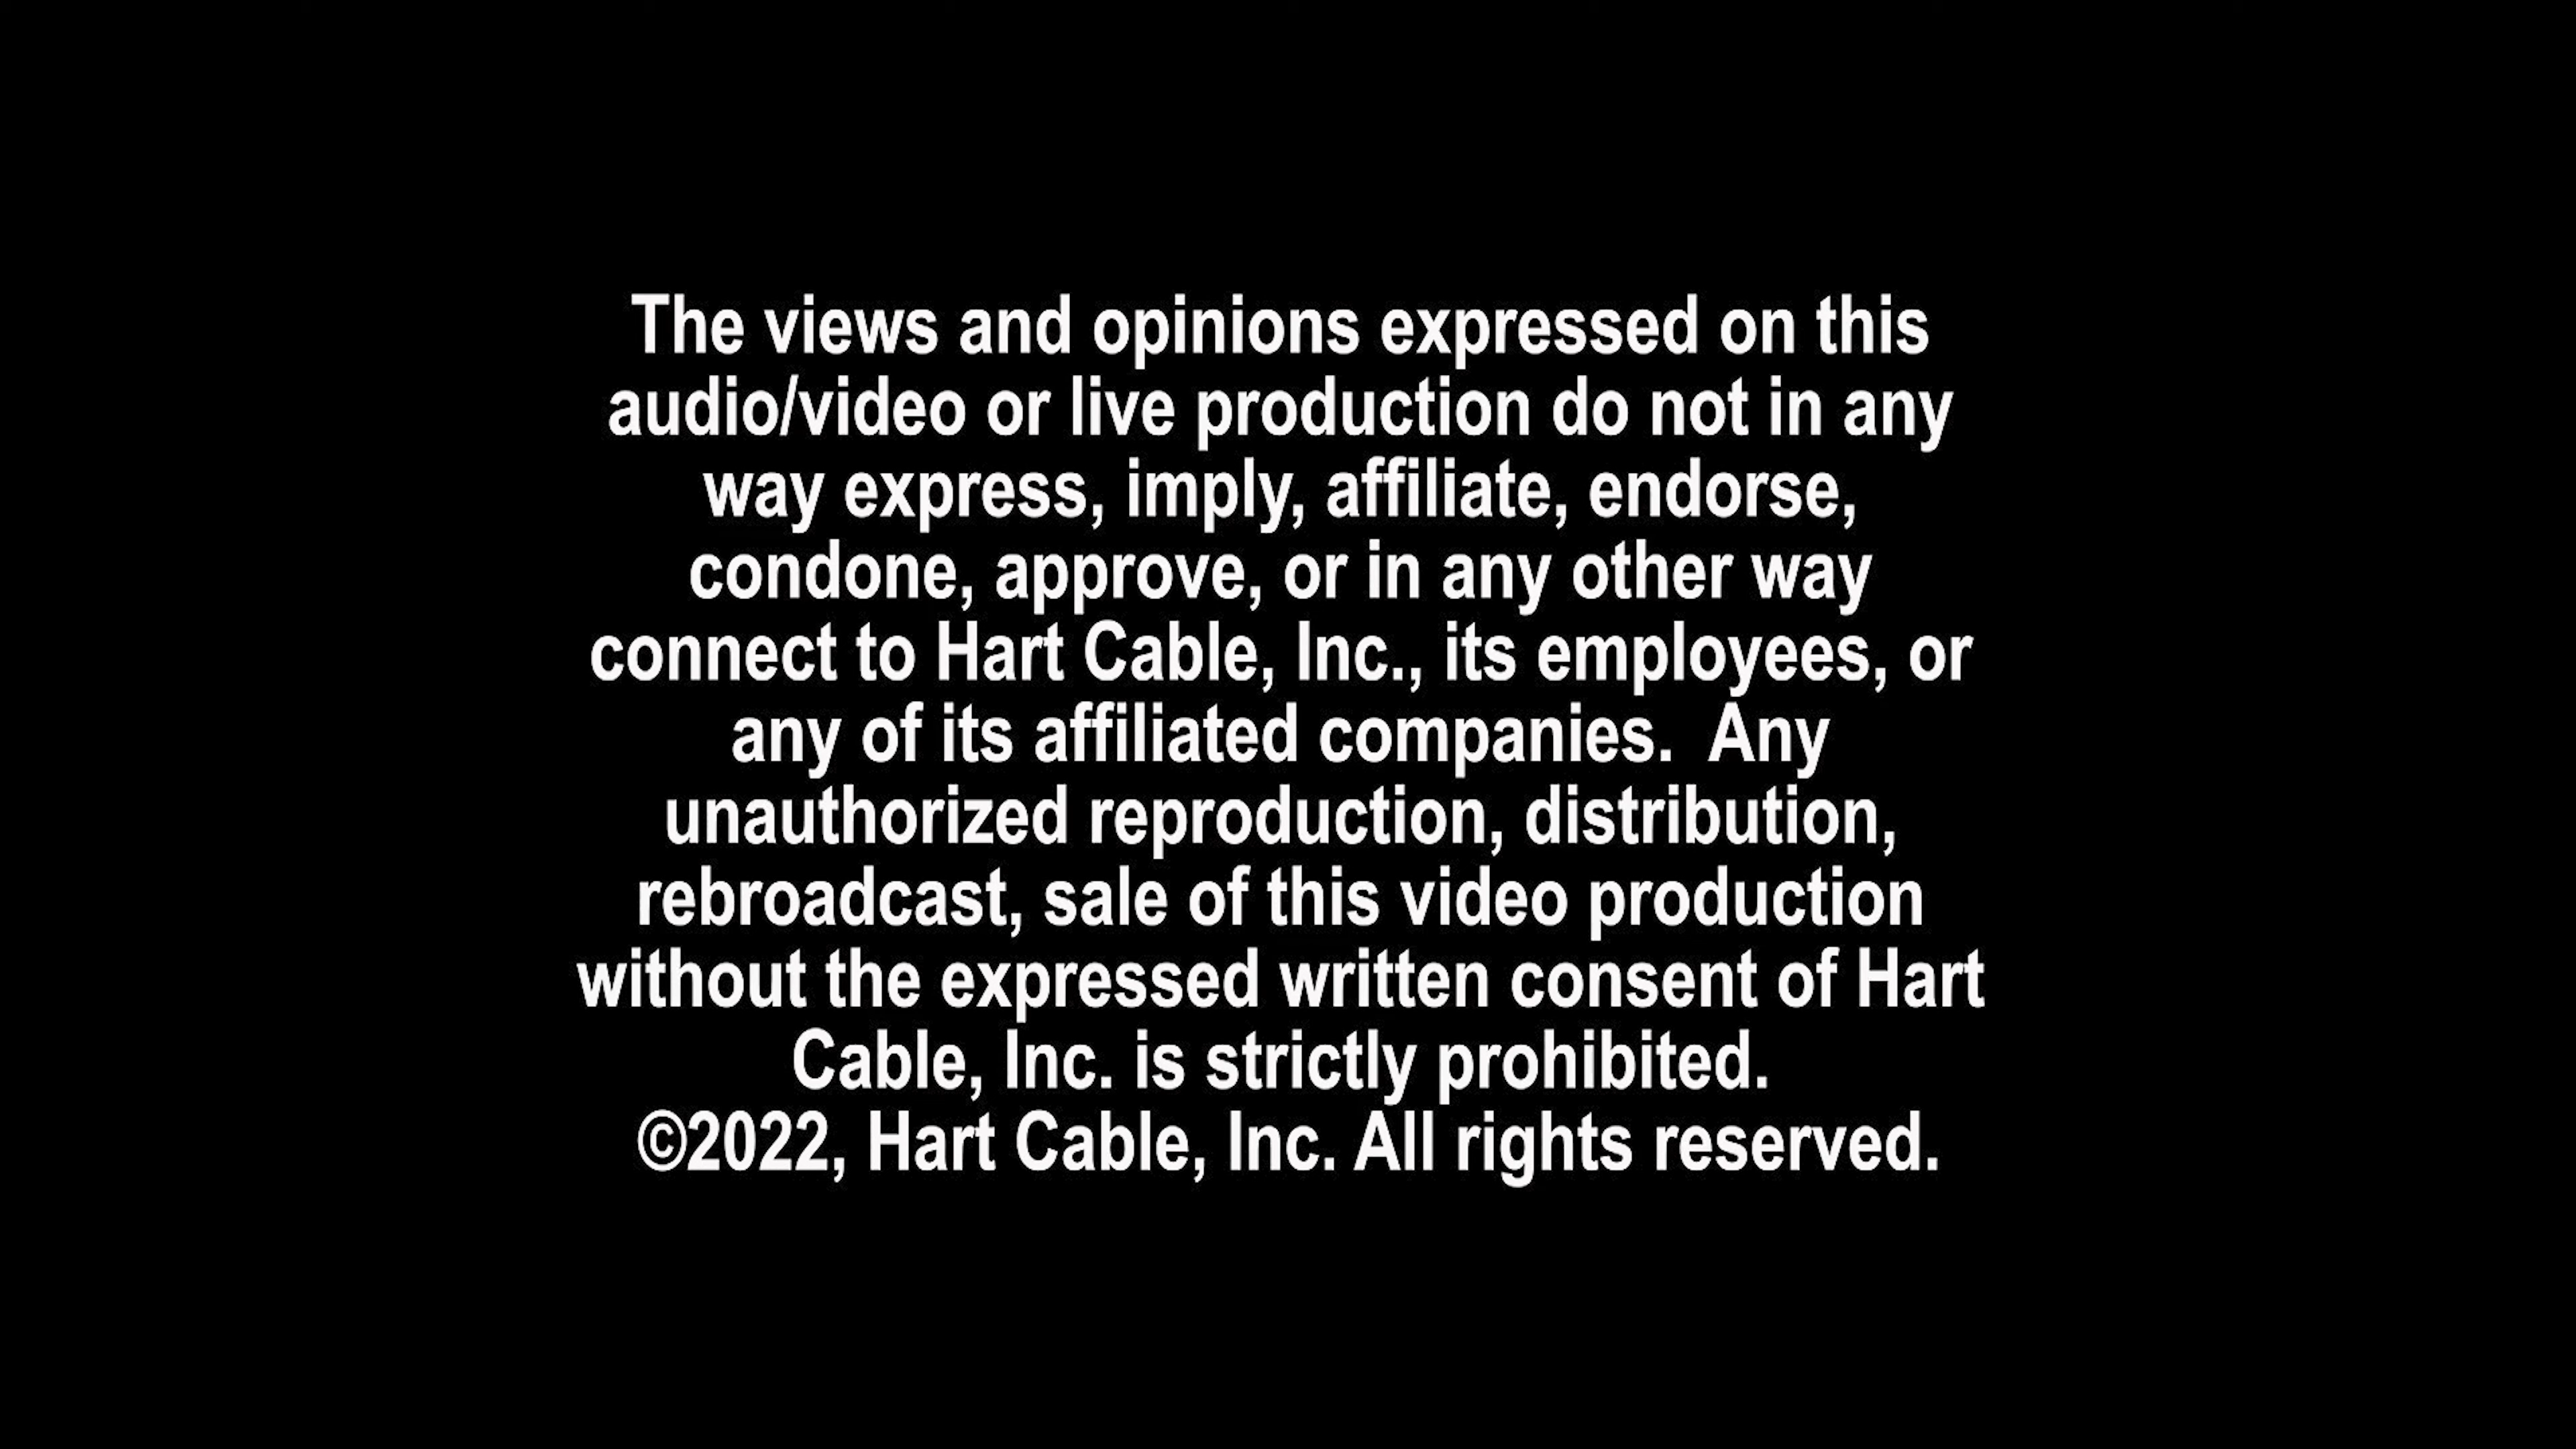 The views and opinions expressed on this
audio/video or live production do not in any
way express, imply, affiliate, endorse,
condone, approve, or in any other way
connect to Hart Cable, Inc., its employees, or
any of its affiliated companies.  Any
unauthorized reproduction, distribution,
rebroadcast, sale of this video production
without the expressed written consent of Hart
Cable, Inc. is strictly prohibited.
©2022, Hart Cable, Inc. All rights reserved.